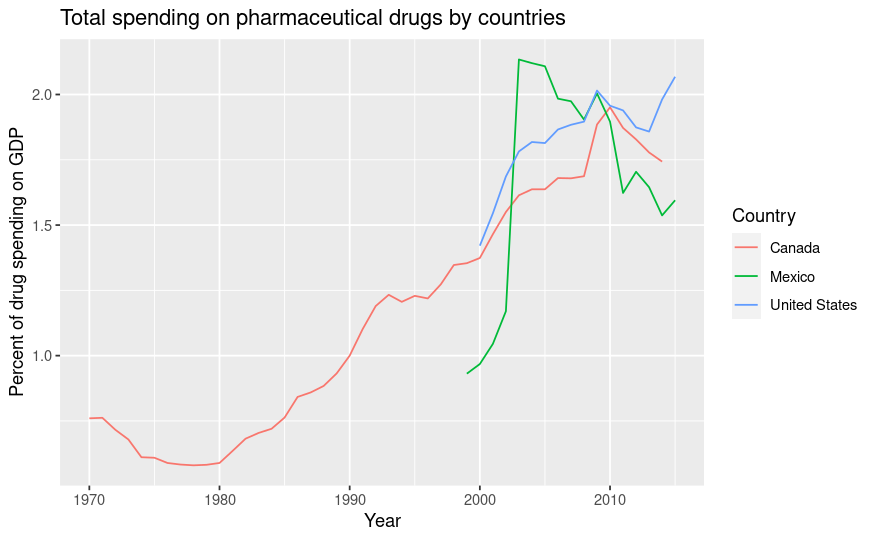 Total spending on pharmaceutical drugs by countries
Percent of drug spending on GDP
2.0
1.5
1.0
1970 1980 1990 2000 2010
Year
Country
Canada
Mexico
United States